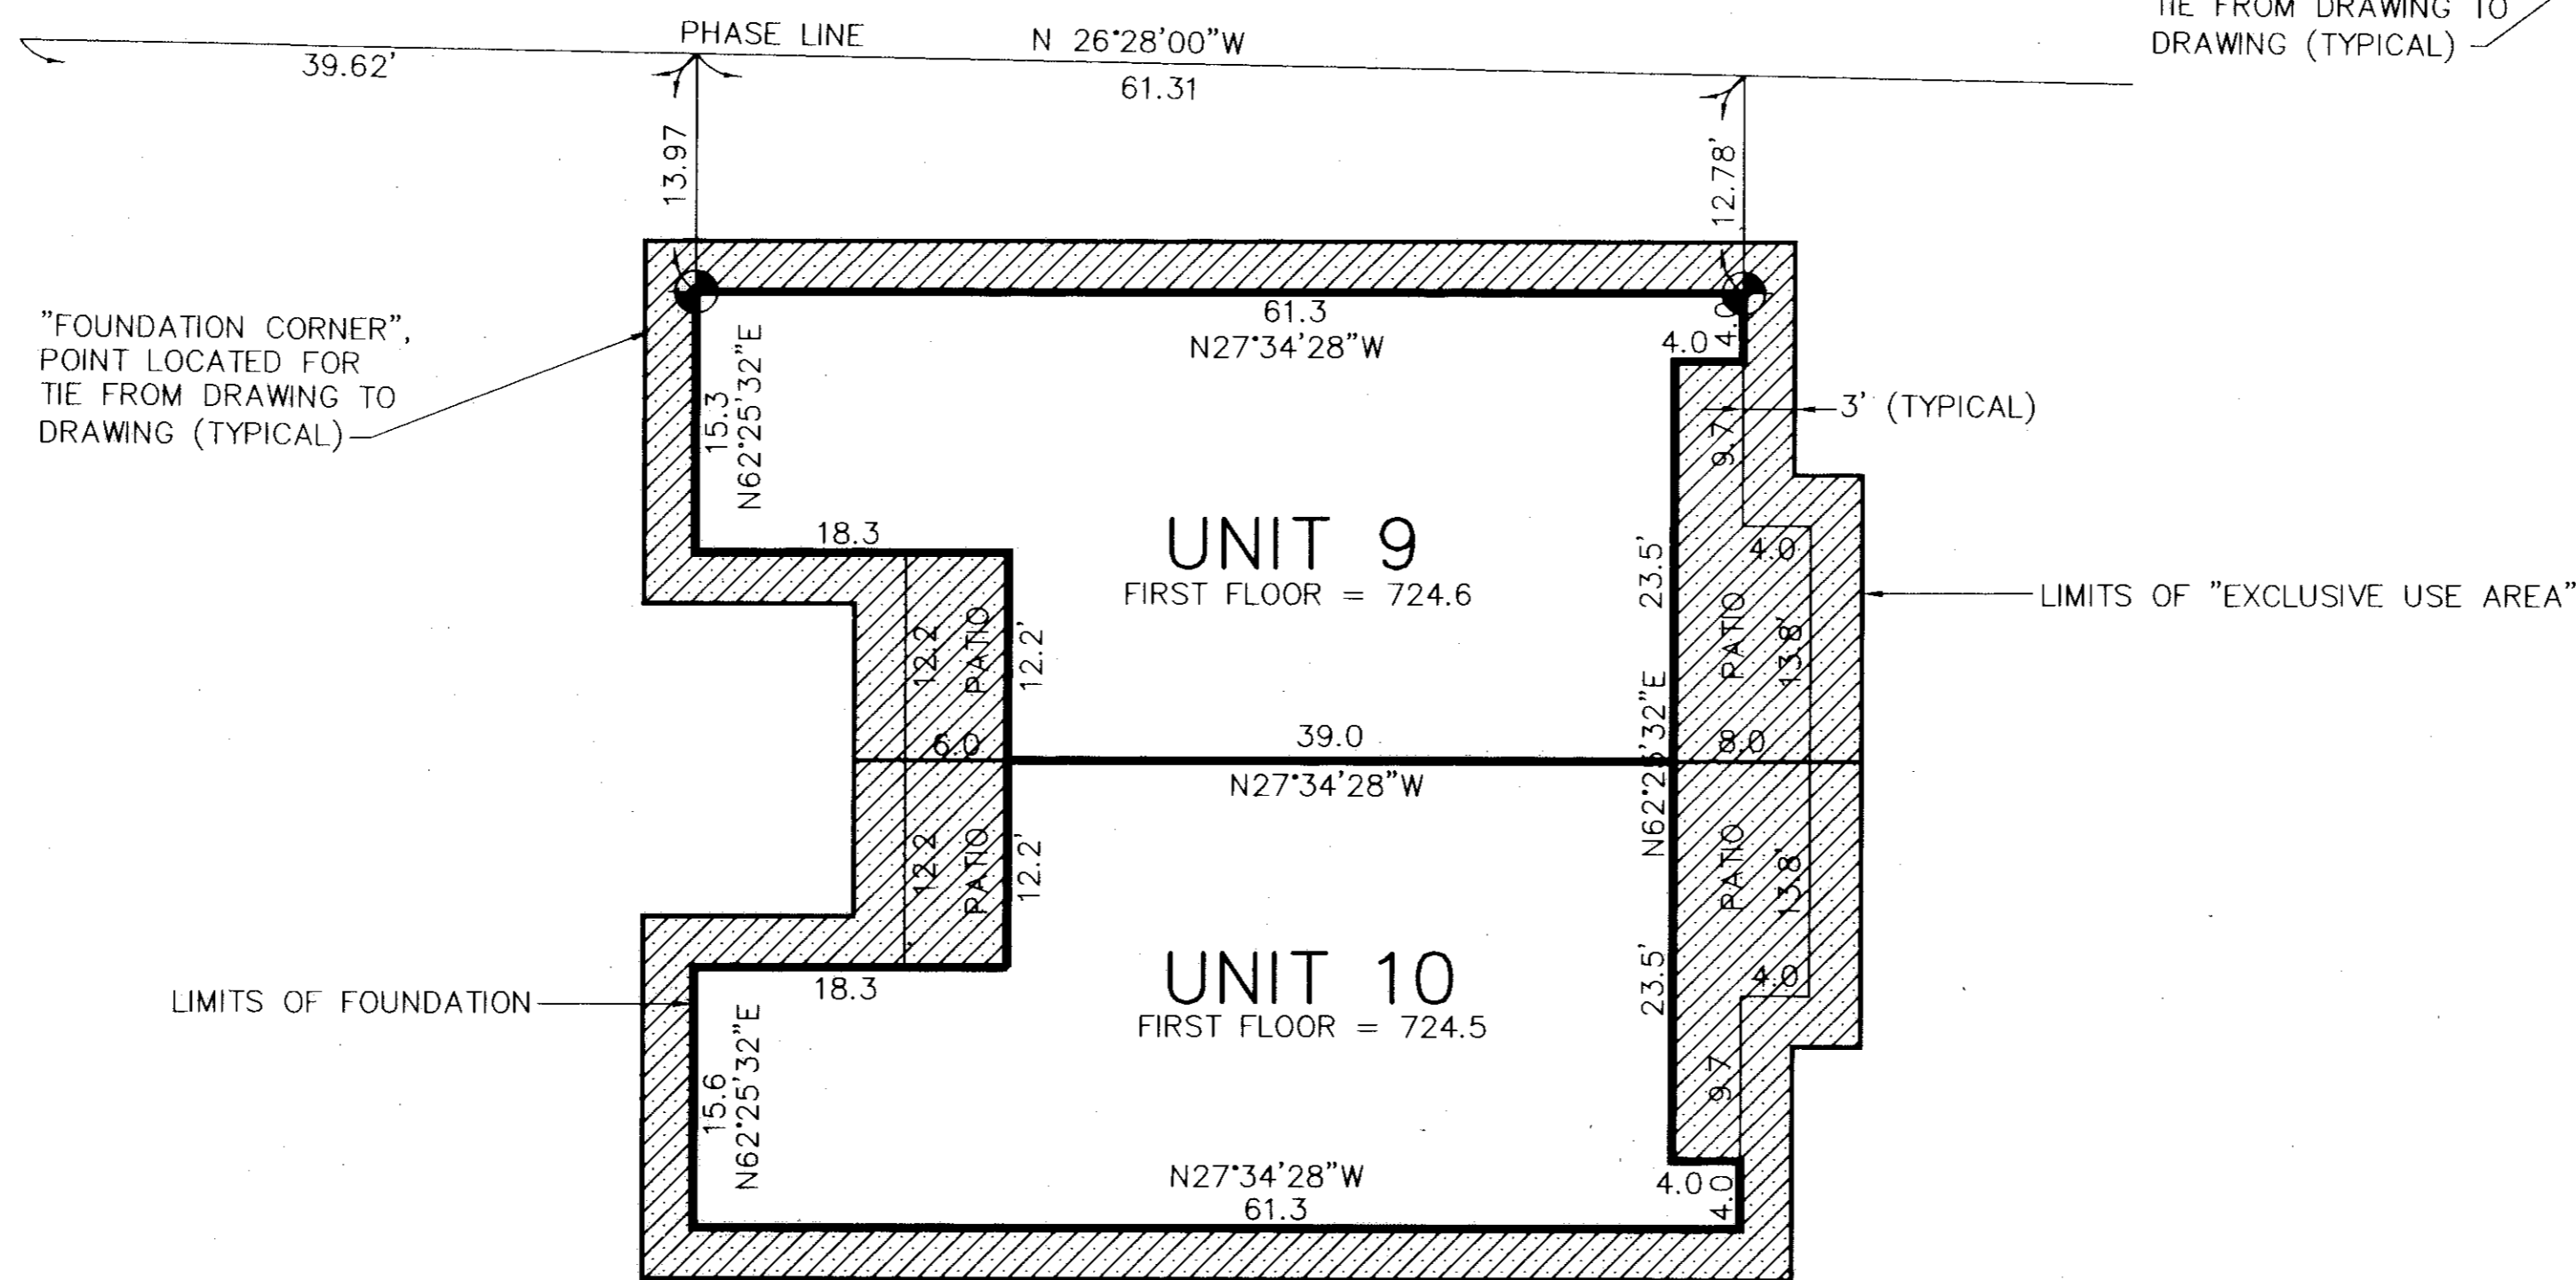 TIE FROM DRAWING TO
DRAWING (TYPICAL)
PHASE LINE
N 26°28'00"W
39.62'
61.31
13.97
12.78'
"FOUNDATION CORNER",
POINT LOCATED FOR
TIE FROM DRAWING TO
DRAWING (TYPICAL)
61.3
N27°34'28"W
4.0
4.0
15.3
N62°25'32"E
3' (TYPICAL)
9.7
18.3
UNIT 9
FIRST FLOOR = 724.6
23.5'
4.0
LIMITS OF "EXCLUSIVE USE AREA"
12.2
PATIO
12.2'
PATIO
13.8'
6.0
39.0
N27°34'28"W
N62°25'32"E
8.0
12.2
PATIO
12.2'
PATIO
13.8'
18.3
UNIT 10
FIRST FLOOR = 724.5
23.5'
4.0
LIMITS OF FOUNDATION
15.6
N62°25'32"E
9.7
N27°34'28"W
61.3
4.0
4.0